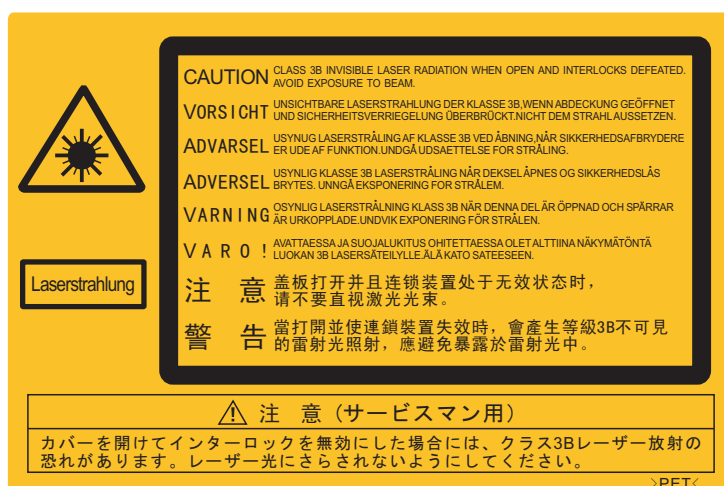 CAUTION CLASS 3B INVISIBLE LASER RADIATION WHEN OPEN AND INTERLOCKS DEFEATED.
AVOID EXPOSURE TO BEAM.
VORSICHT UNSICHTBARE LASERSTRAHLUNG DER KLASSE 3B,WENN ABDECKUNG GEÖFFNET
UND SICHERHEITSVERRIEGELUNG ÜBERBRÜCKT.NICHT DEM STRAHL AUSSETZEN.
ADVARSEL USYNUG LASERSTRÅLING AF KLASSE 3B VED ÅBNING,NÅR SIKKERHEDSAFBRYDERE
ER UDE AF FUNKTION.UNDGÅ UDSAETTELSE FOR STRÅLING.
ADVERSEL USYNLIG KLASSE 3B LASERSTRÅLING NÅR DEKSEL ÅPNES OG SIKKERHEDSLÅS
BRYTES. UNNGÅ EKSPONERING FOR STRÅLEM.
VARNING OSYNLIG LASERSTRÅLNING KLASS 3B NÄR DENNA DEL ÄR ÖPPNAD OCH SPÄRRAR
ÄR URKOPPLADE.UNDVIK EXPONERING FÖR STRÅLEN.
VARO! AVATTAESSA JA SUOJALUKITUS OHITETTAESSA OLET ALTTIINA NÄKYMÄTÖNTÄ
LUOKAN 3B LASERSÄTEILYLLE.ÄLÄ KATO SATEESEEN.
Laserstrahlung
注 意 盖板打开并且连锁装置处于无效状态时，
请不要直视激光光束。
警 告 當打開並使連鎖裝置失效時，會產生等級3B不可見
的雷射光照射，應避免暴露於雷射光中。
注 意（サービスマン用）
カバーを開けてインターロックを無効にした場合には、クラス3Bレーザー放射の
恐れがあります。レーザー光にさらされないようにしてください。
>PET<